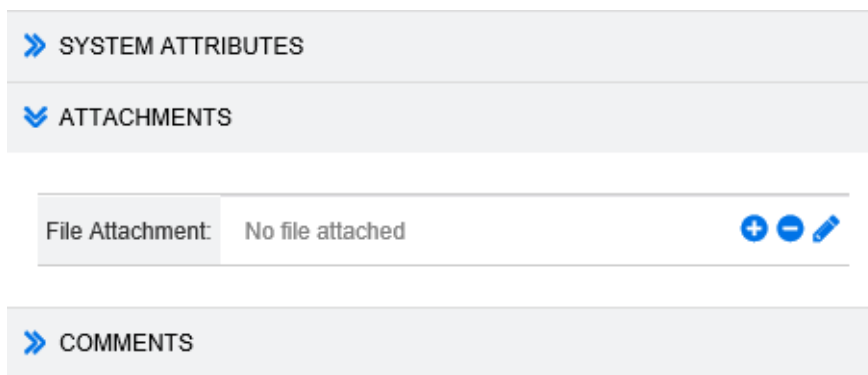 SYSTEM ATTRIBUTES
ATTACHMENTS
File Attachment: No file attached
COMMENTS